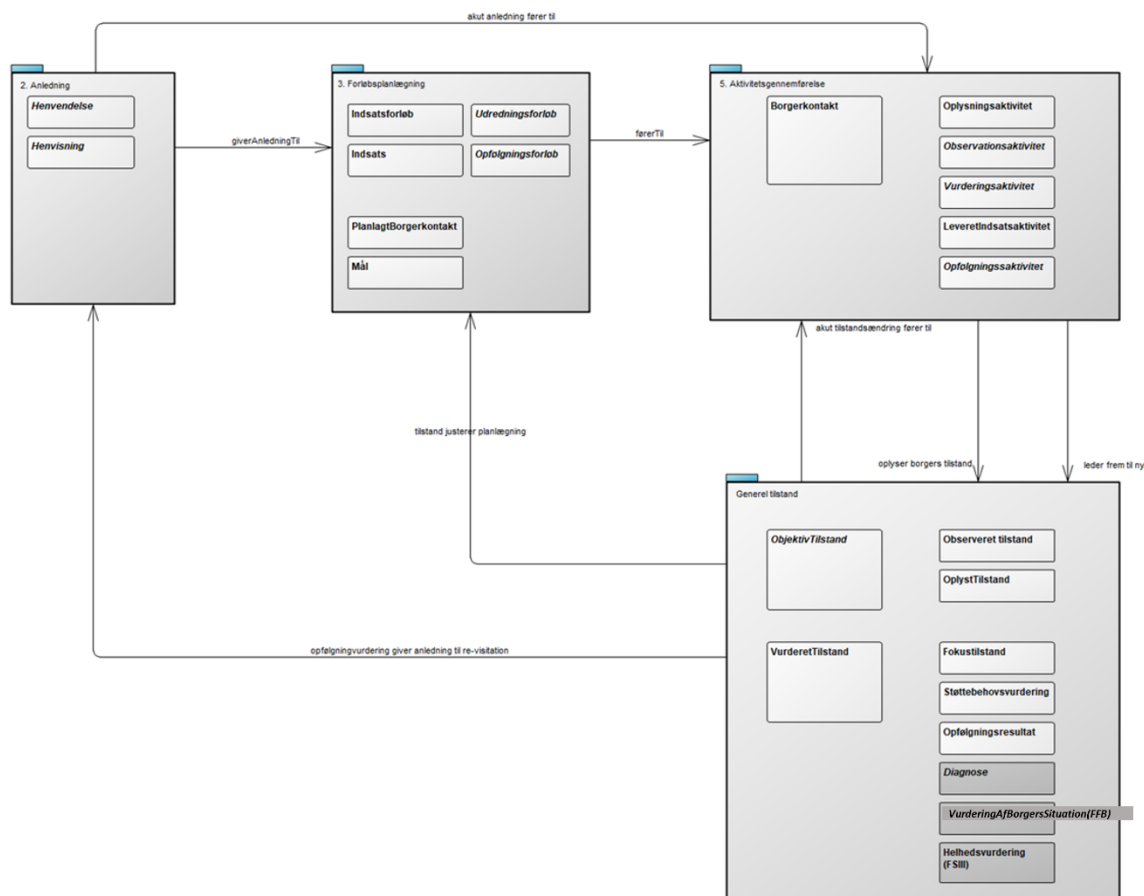 akut anledning fører til
2. Anledning
Henvendelse
Henvisning
giverAnledningTil
3. Forløbsplanlægning
Indsatsforløb
Udredningsforløb
Indsats
Opfølgningsforløb
PlanlagtBorgerkontakt
Mål
førerTil
5. Aktivitetsgennemførelse
Borgerkontakt
Oplysningsaktivitet
Observationsaktivitet
Vurderingsaktivitet
LeveretIndsatsaktivitet
Opfølgningssaktivitet
akut tilstandsændring fører til
tilstand justerer planlægning
oplyser borgers tilstand
leder frem til ny
Generel tilstand
ObjektivTilstand
Observeret tilstand
OplystTilstand
opfølgningvurdering giver anledning til re-visitation
VurderetTilstand
Fokustilstand
Støttebehovsvurdering
Opfølgningsresultat
Diagnose
VurderingAfBorgersSituation(FFB)
Helhedsvurdering
(FSIII)